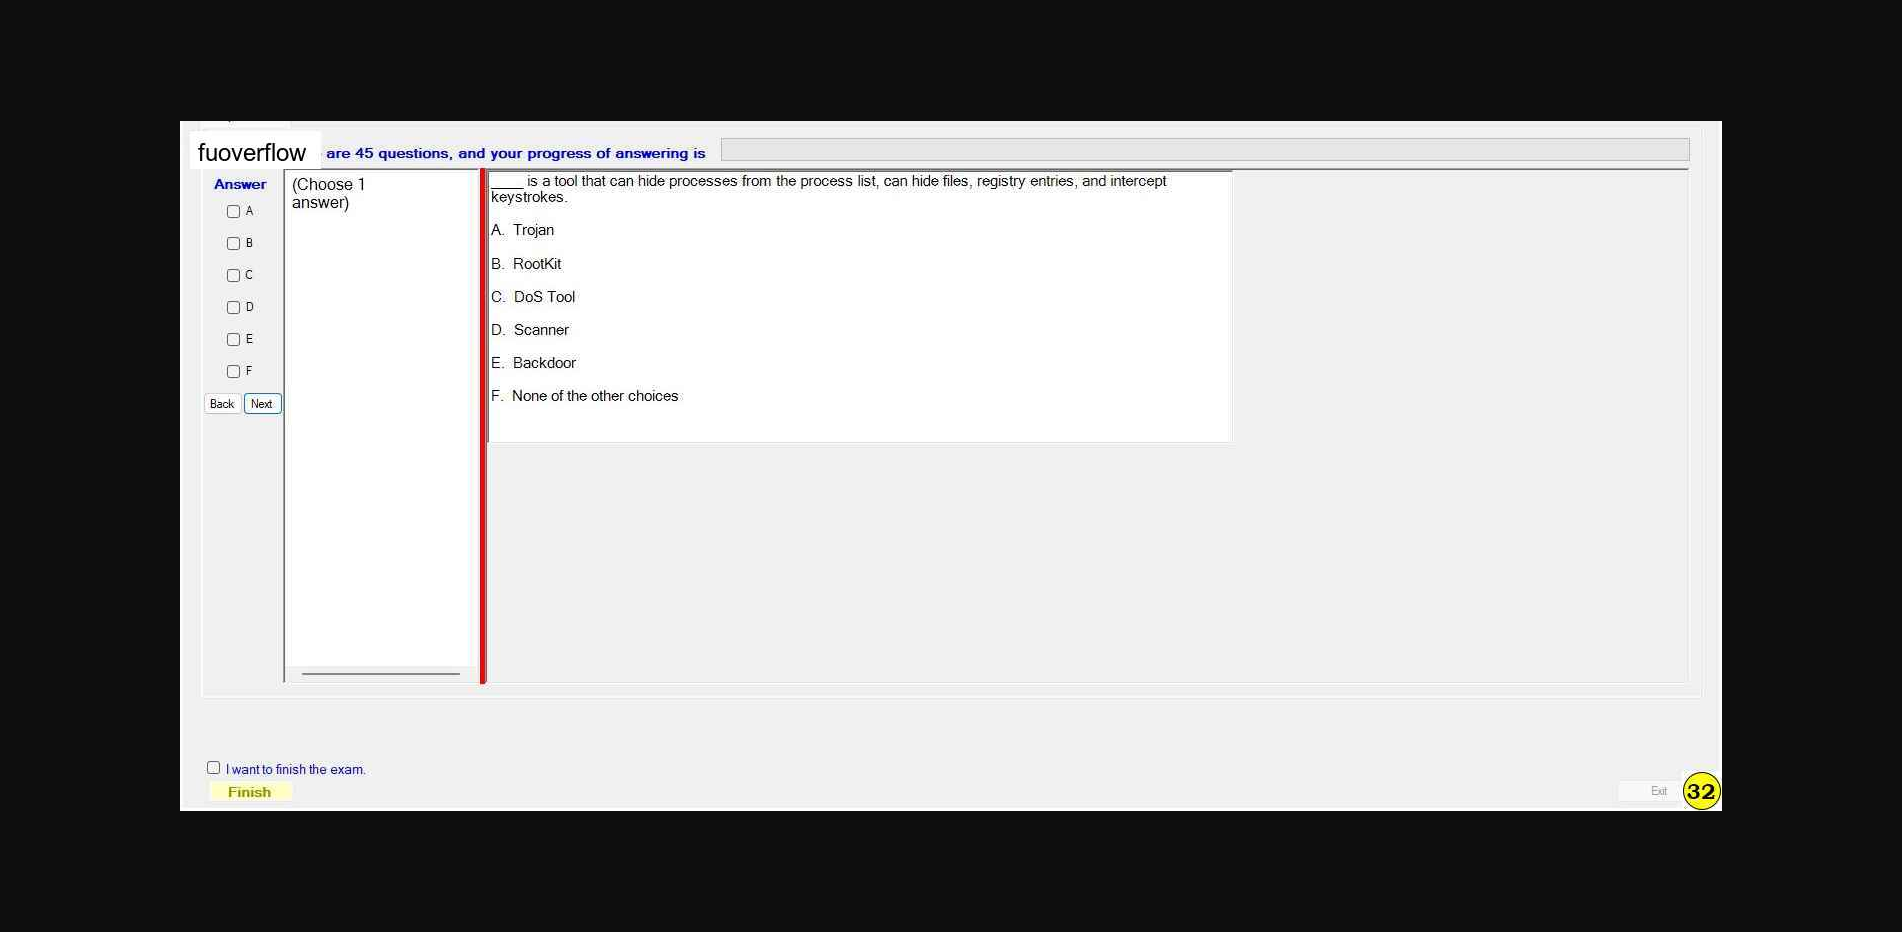 fuoverflow are 45 questions, and your progress of answering is
Answer
A
B
C
D
E
F
Back Next
(Choose 1
answer)
____ is a tool that can hide processes from the process list, can hide files, registry entries, and intercept
keystrokes.
A. Trojan
B. RootKit
C. DoS Tool
D. Scanner
E. Backdoor
F. None of the other choices
I want to finish the exam.
Finish
Exit
32